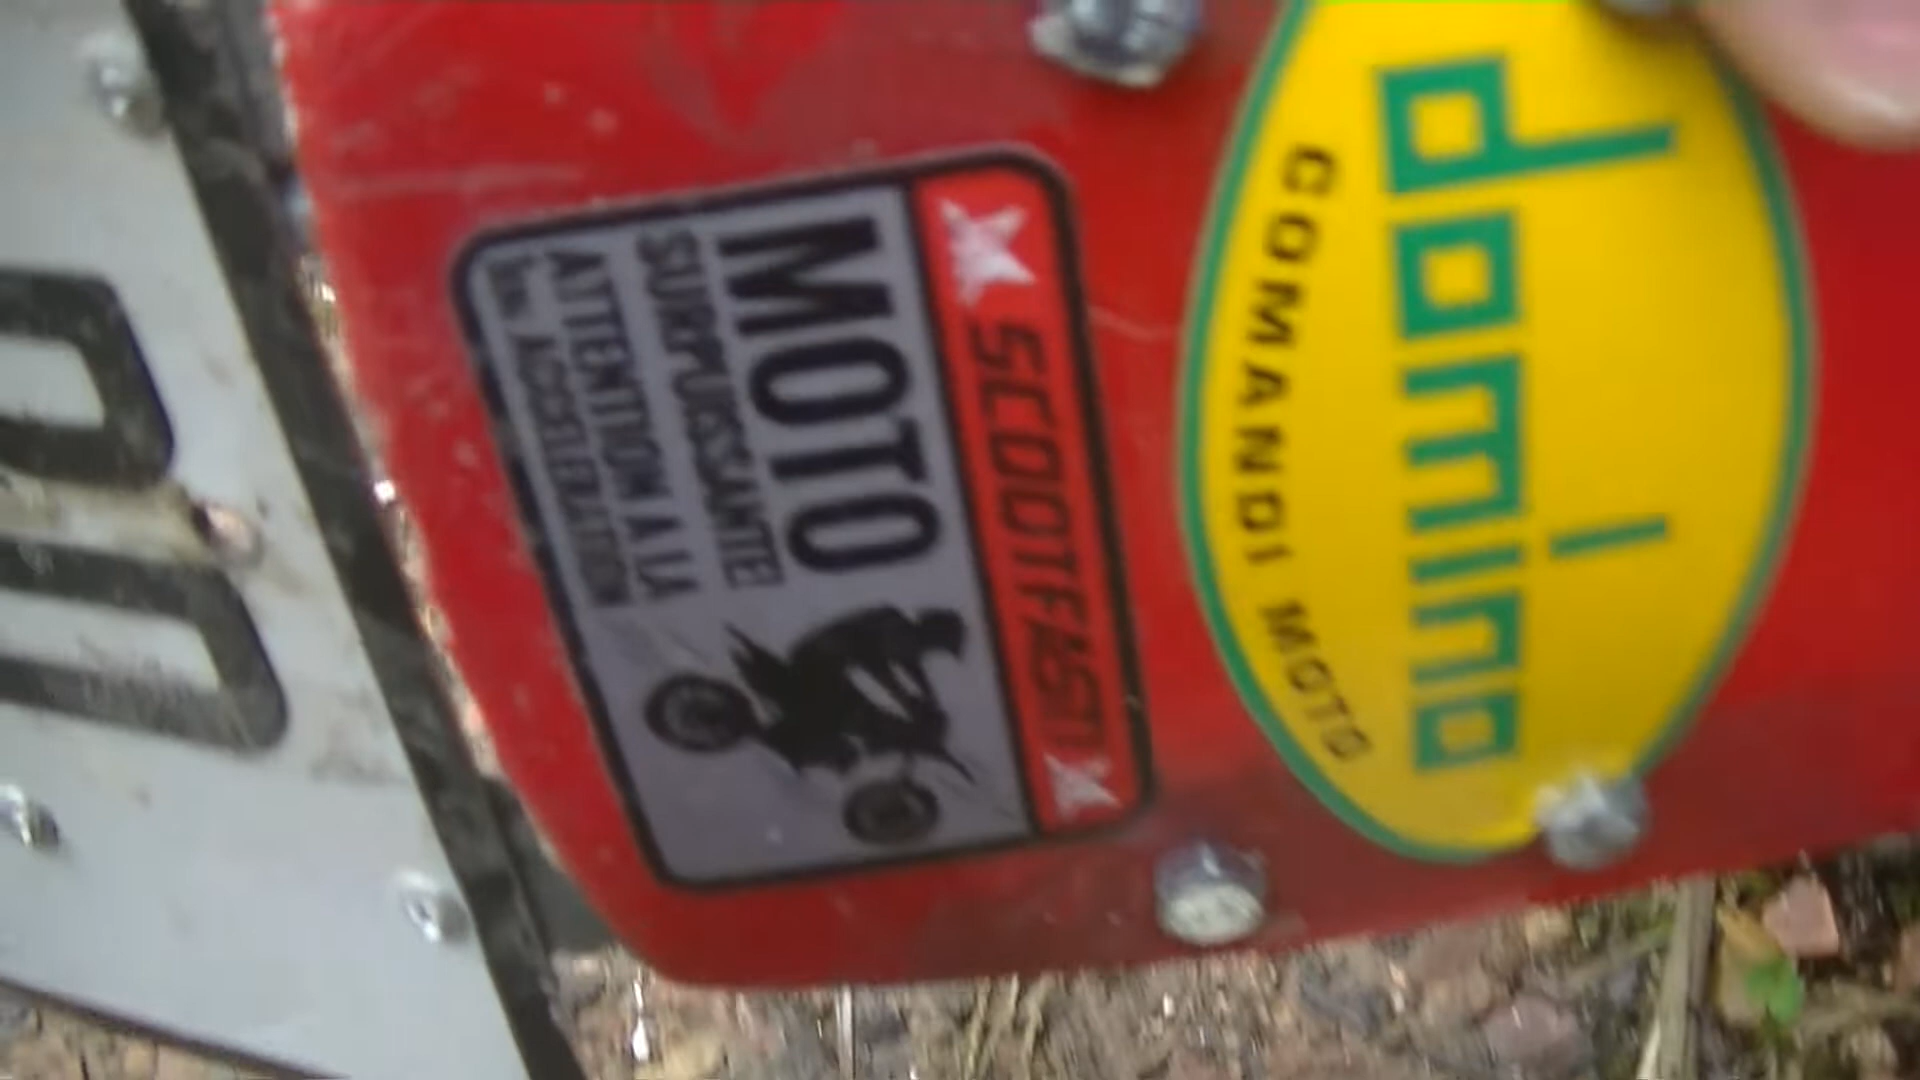 SCOOTFAST
MOTO
SURPUISSANTE!
ATTENTION A LA
ACCELERATION
domino
COMANDI MOTO